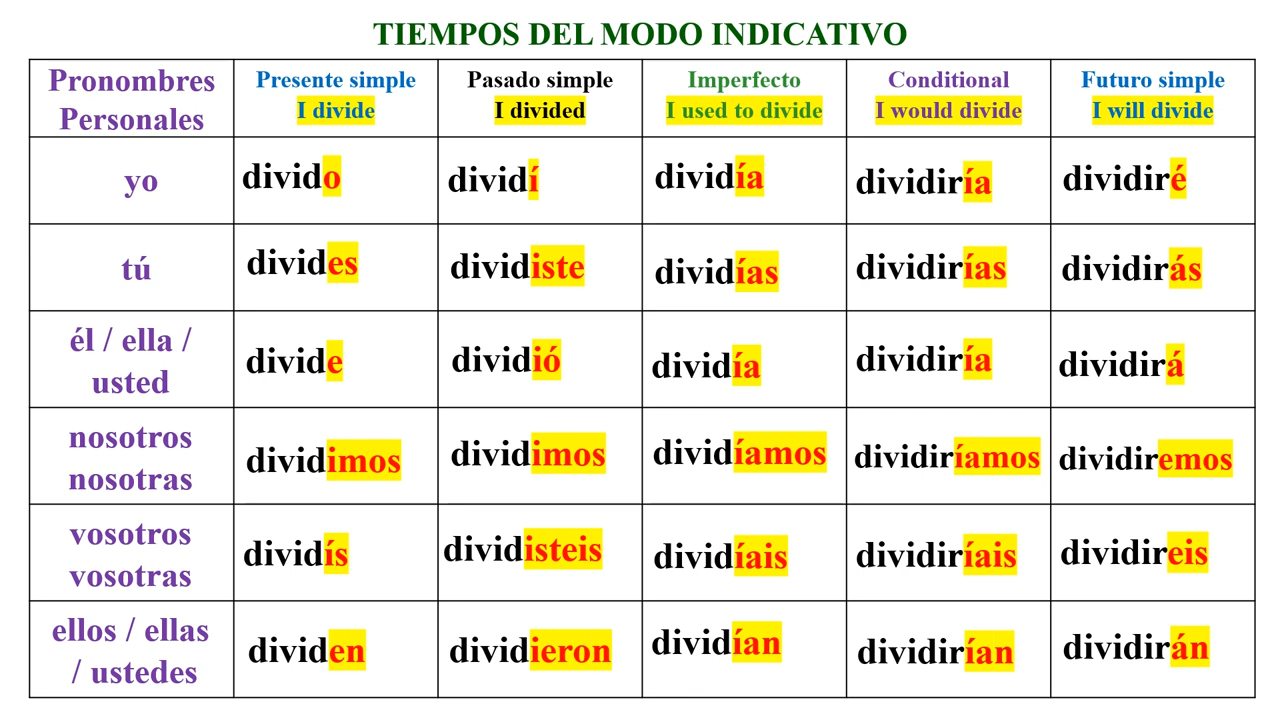 TIEMPOS DEL MODO INDICATIVO
Pronombres Personales Presente simple Pasado simple Imperfecto Conditional Futuro simple
I divide I divided I used to divide I would divide I will divide
yo divido dividí dividía dividiría dividiré
tú divides dividiste dividías dividirías dividirás
él / ella / usted divide dividió dividía dividiría dividirá
nosotros nosotras dividimos dividimos dividíamos dividiríamos dividiremos
vosotros vosotras dividís dividisteis dividíais dividiríais dividireis
ellos / ellas / ustedes dividen dividieron dividían dividirían dividirán